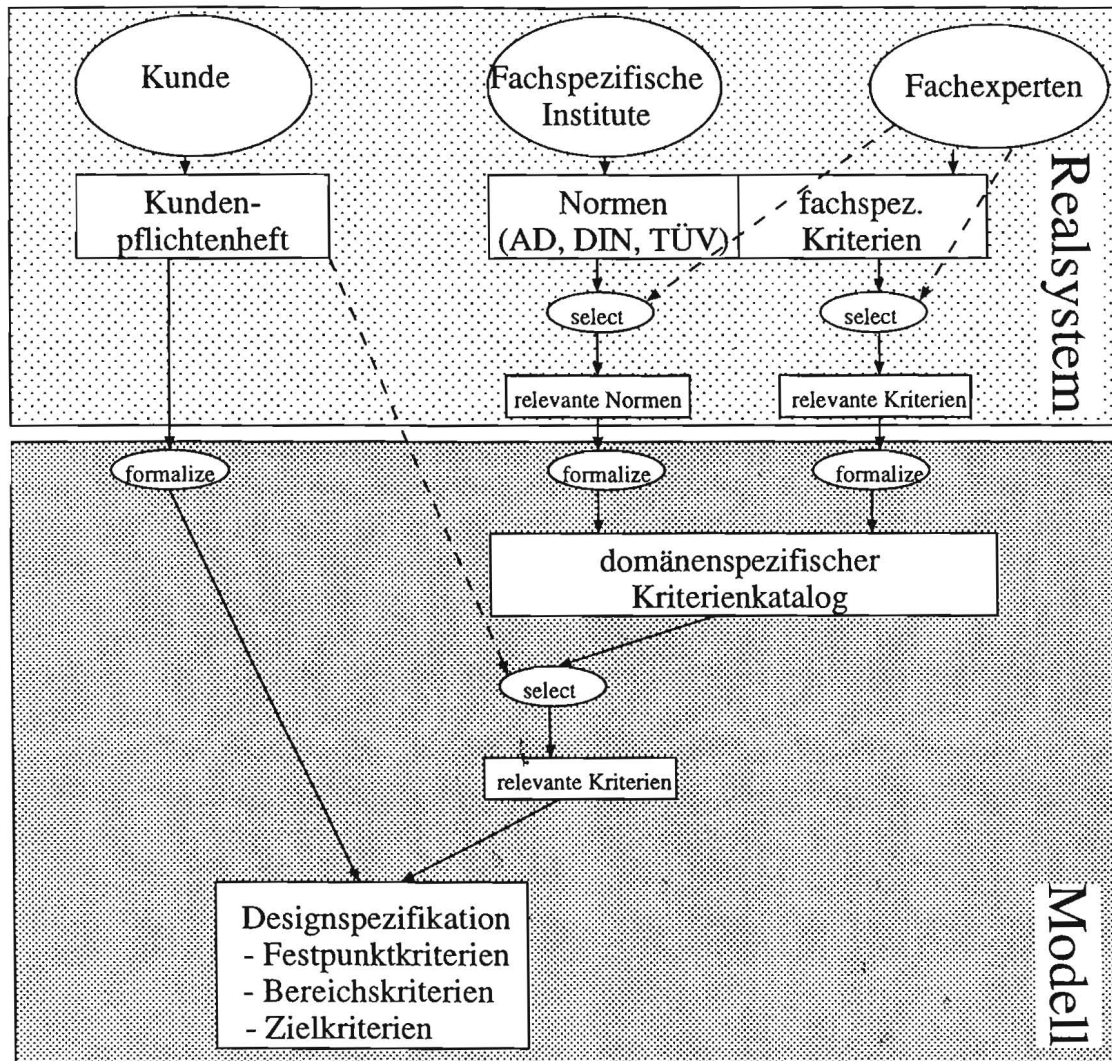 Kunde
Fachspezifische
Institute
Fachexperten
Kunden-
pflichtenheft
Normen
(AD, DIN, TÜV)
fachspez.
Kriterien
select
select
relevante Normen
relevante Kriterien
Realsystem
formalize
formalize
formalize
domänenspezifischer
Kriterienkatalog
select
relevante Kriterien
Designspezifikation
- Festpunktkriterien
- Bereichskriterien
- Zielkriterien
Modell